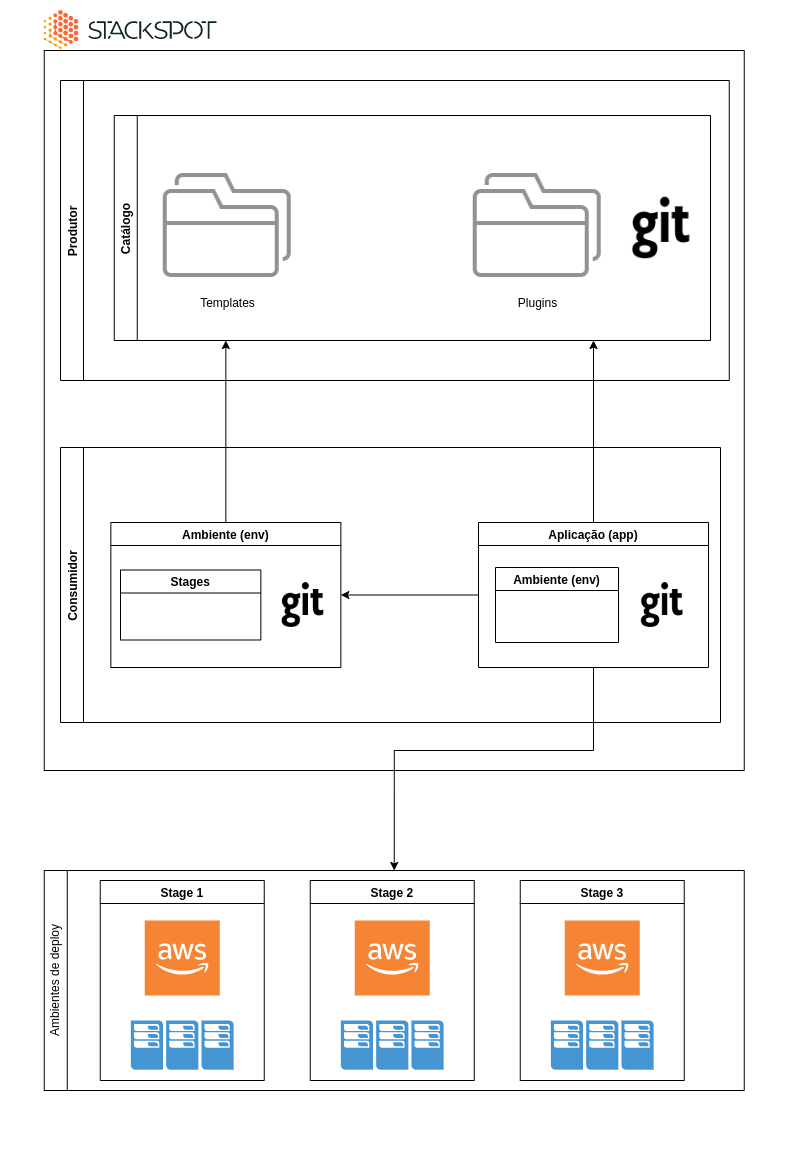 STACKSPOT
Produtor
Catálogo
Templates
Plugins
git
Consumidor
Ambiente (env)
Stages
git
Aplicação (app)
Ambiente (env)
git
Ambientes de deploy
Stage 1
aws
Stage 2
aws
Stage 3
aws